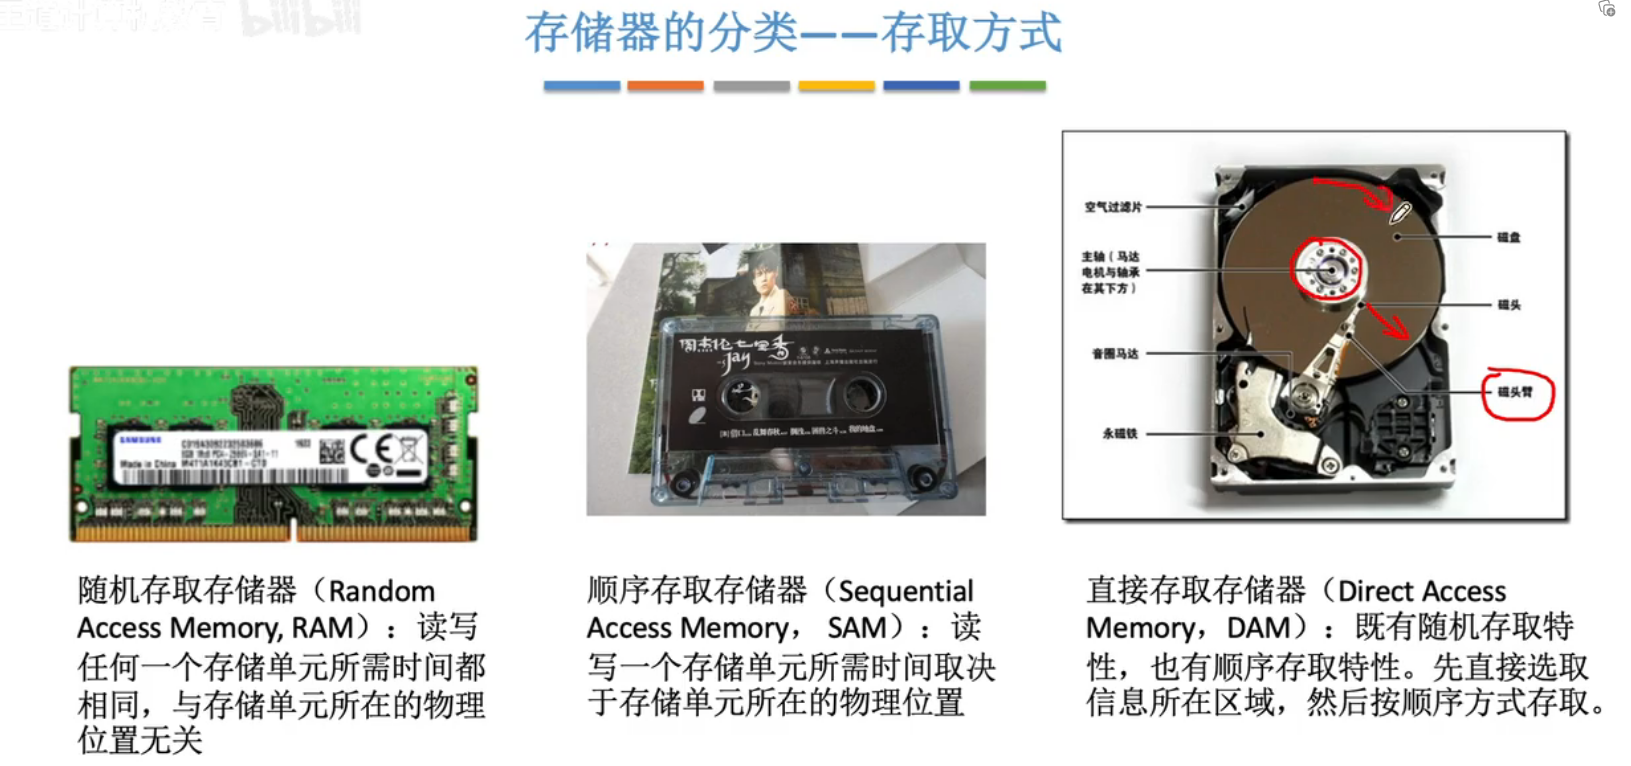 王道计算机教育 bilibili
存储器的分类——存取方式
空气过滤片
主轴（马达
电机与轴承
在其下方）
音圈马达
永磁铁
磁盘
磁头
磁头臂
SAMSUNG
Made in China
周杰伦七里香
Jay
随机存取存储器（Random
Access Memory, RAM）：读写
任何一个存储单元所需时间都
相同，与存储单元所在的物理
位置无关
顺序存取存储器（Sequential
Access Memory， SAM）：读
写一个存储单元所需时间取决
于存储单元所在的物理位置
直接存取存储器（Direct Access
Memory，DAM）：既有随机存取特
性，也有顺序存取特性。先直接选取
信息所在区域，然后按顺序方式存取。